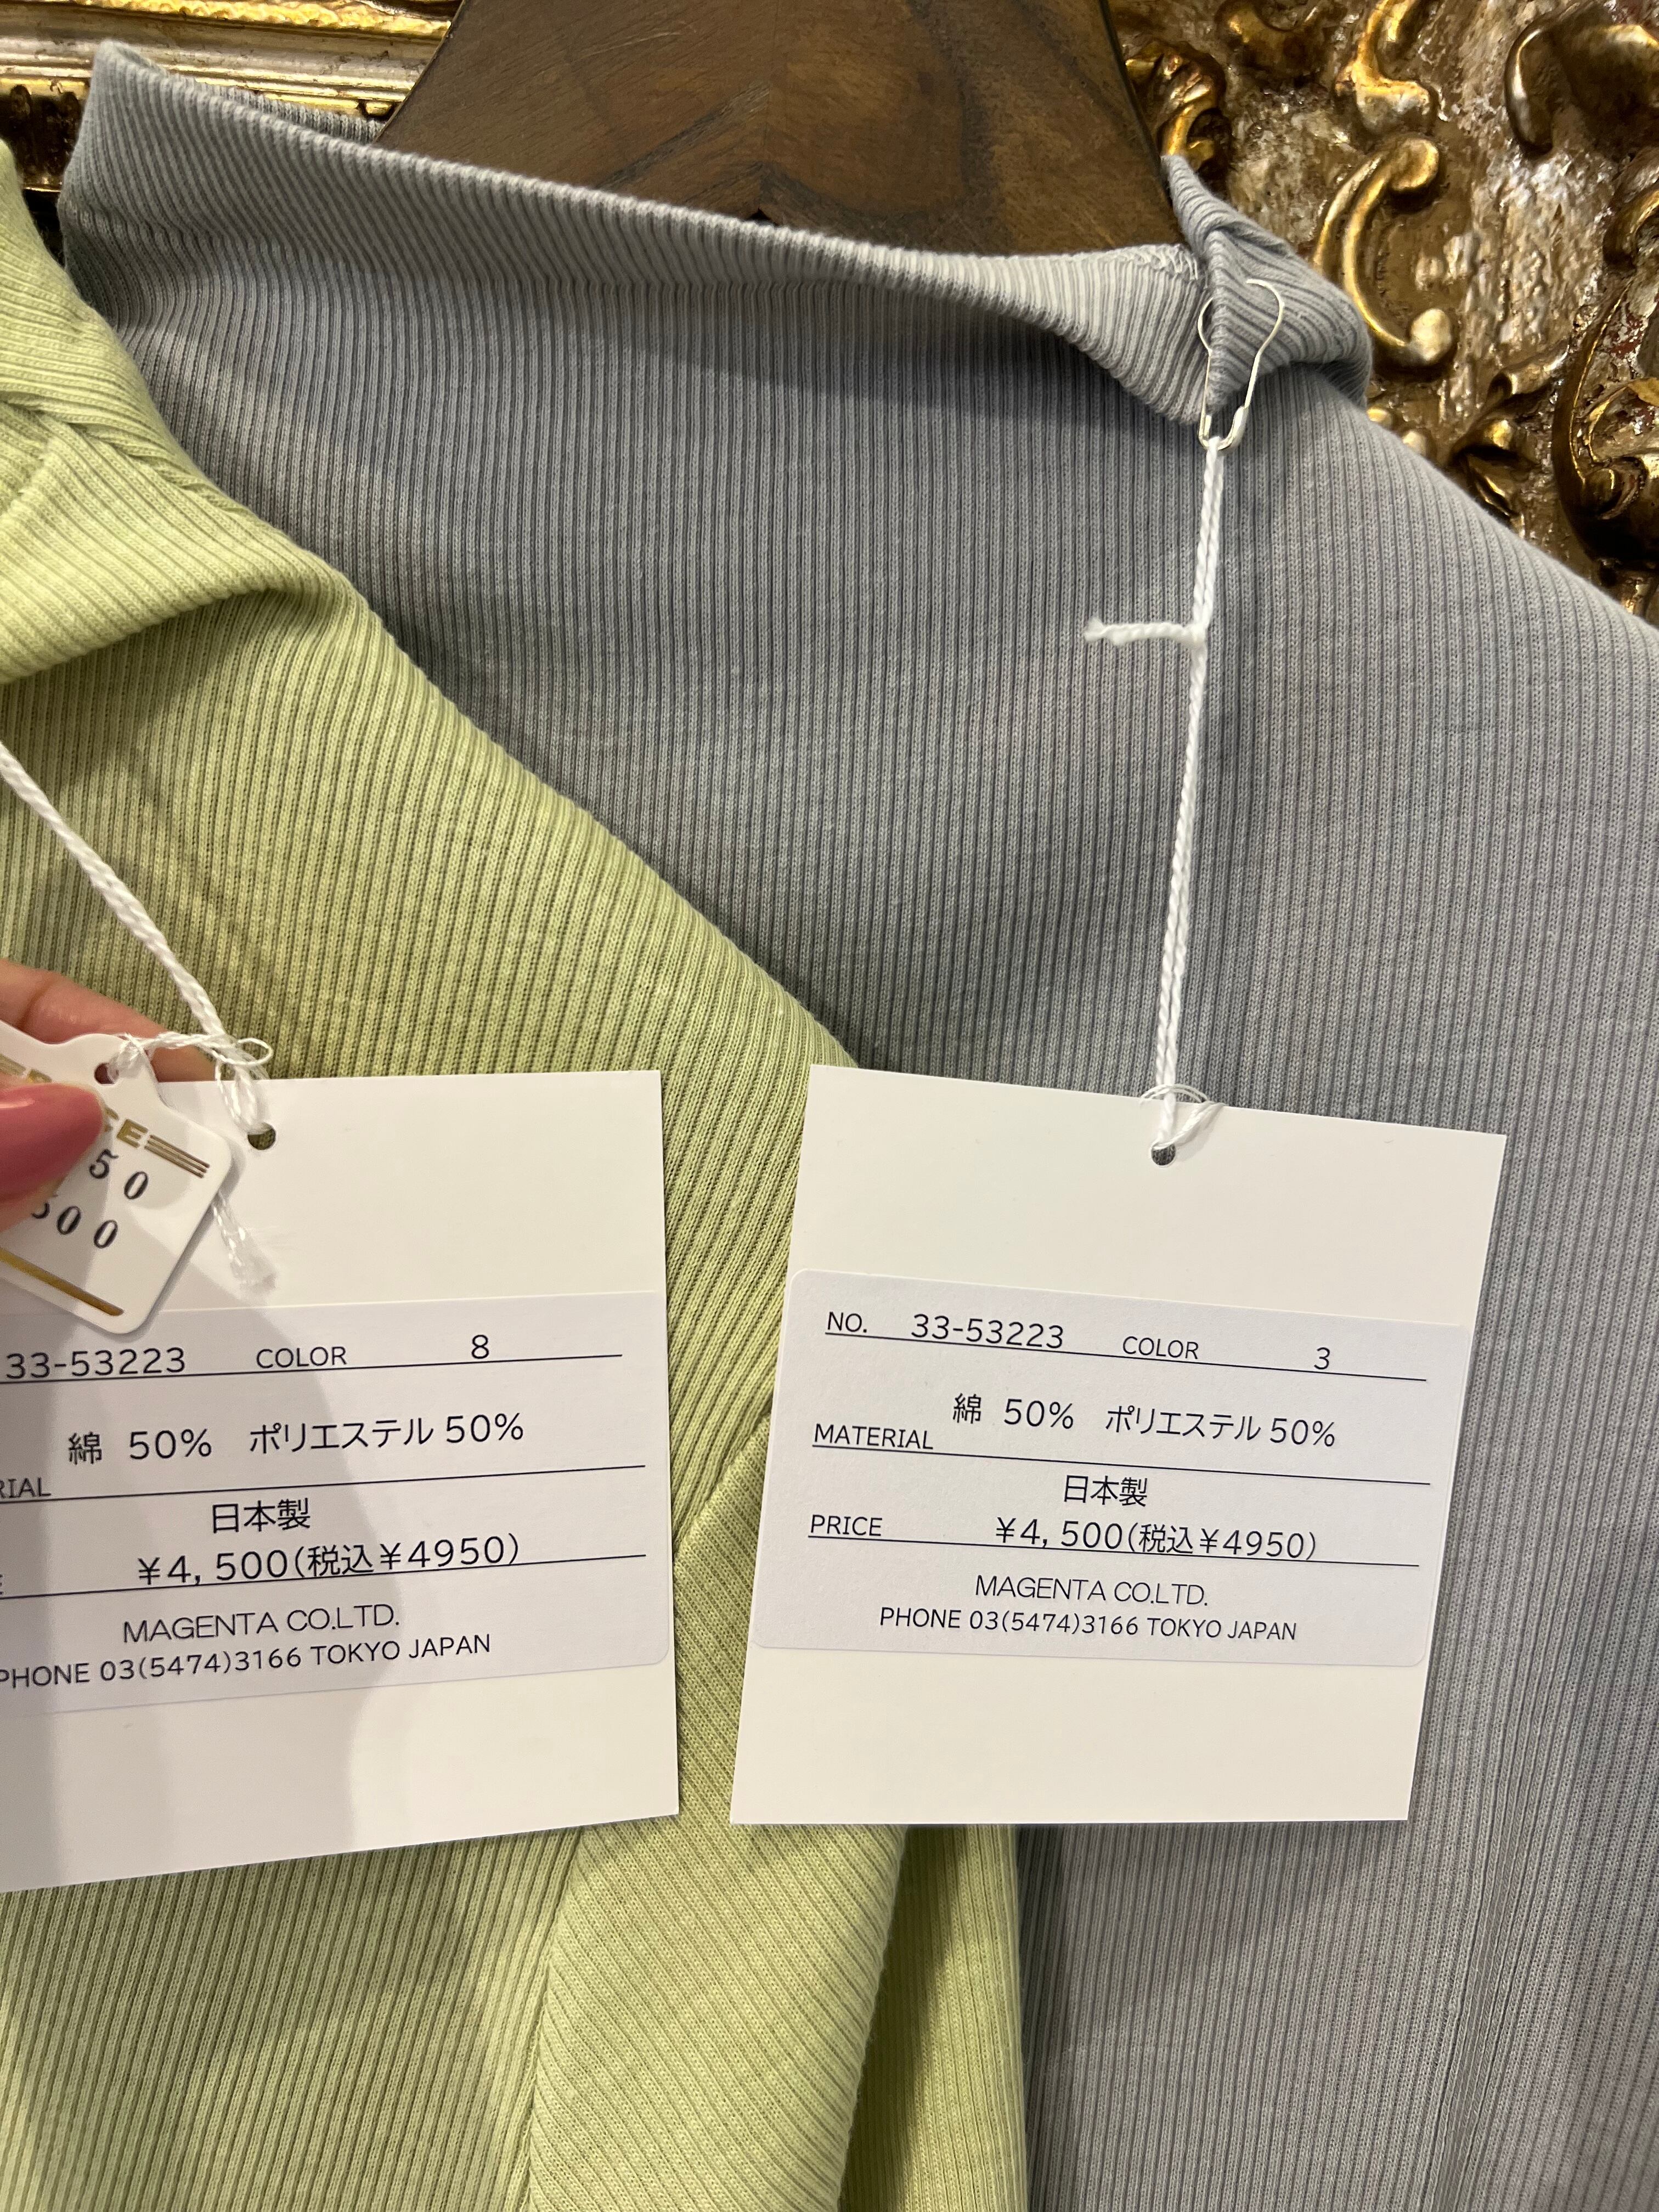 50
500
33-53223 COLOR 8
綿 50% ポリエステル 50%
日本製
¥4,500(税込¥4950)
MAGENTA CO.LTD.
PHONE 03(5474)3166 TOKYO JAPAN
NO. 33-53223 COLOR 3
綿 50% ポリエステル 50%
MATERIAL
日本製
PRICE ¥4,500(税込¥4950)
MAGENTA CO.LTD.
PHONE 03(5474)3166 TOKYO JAPAN